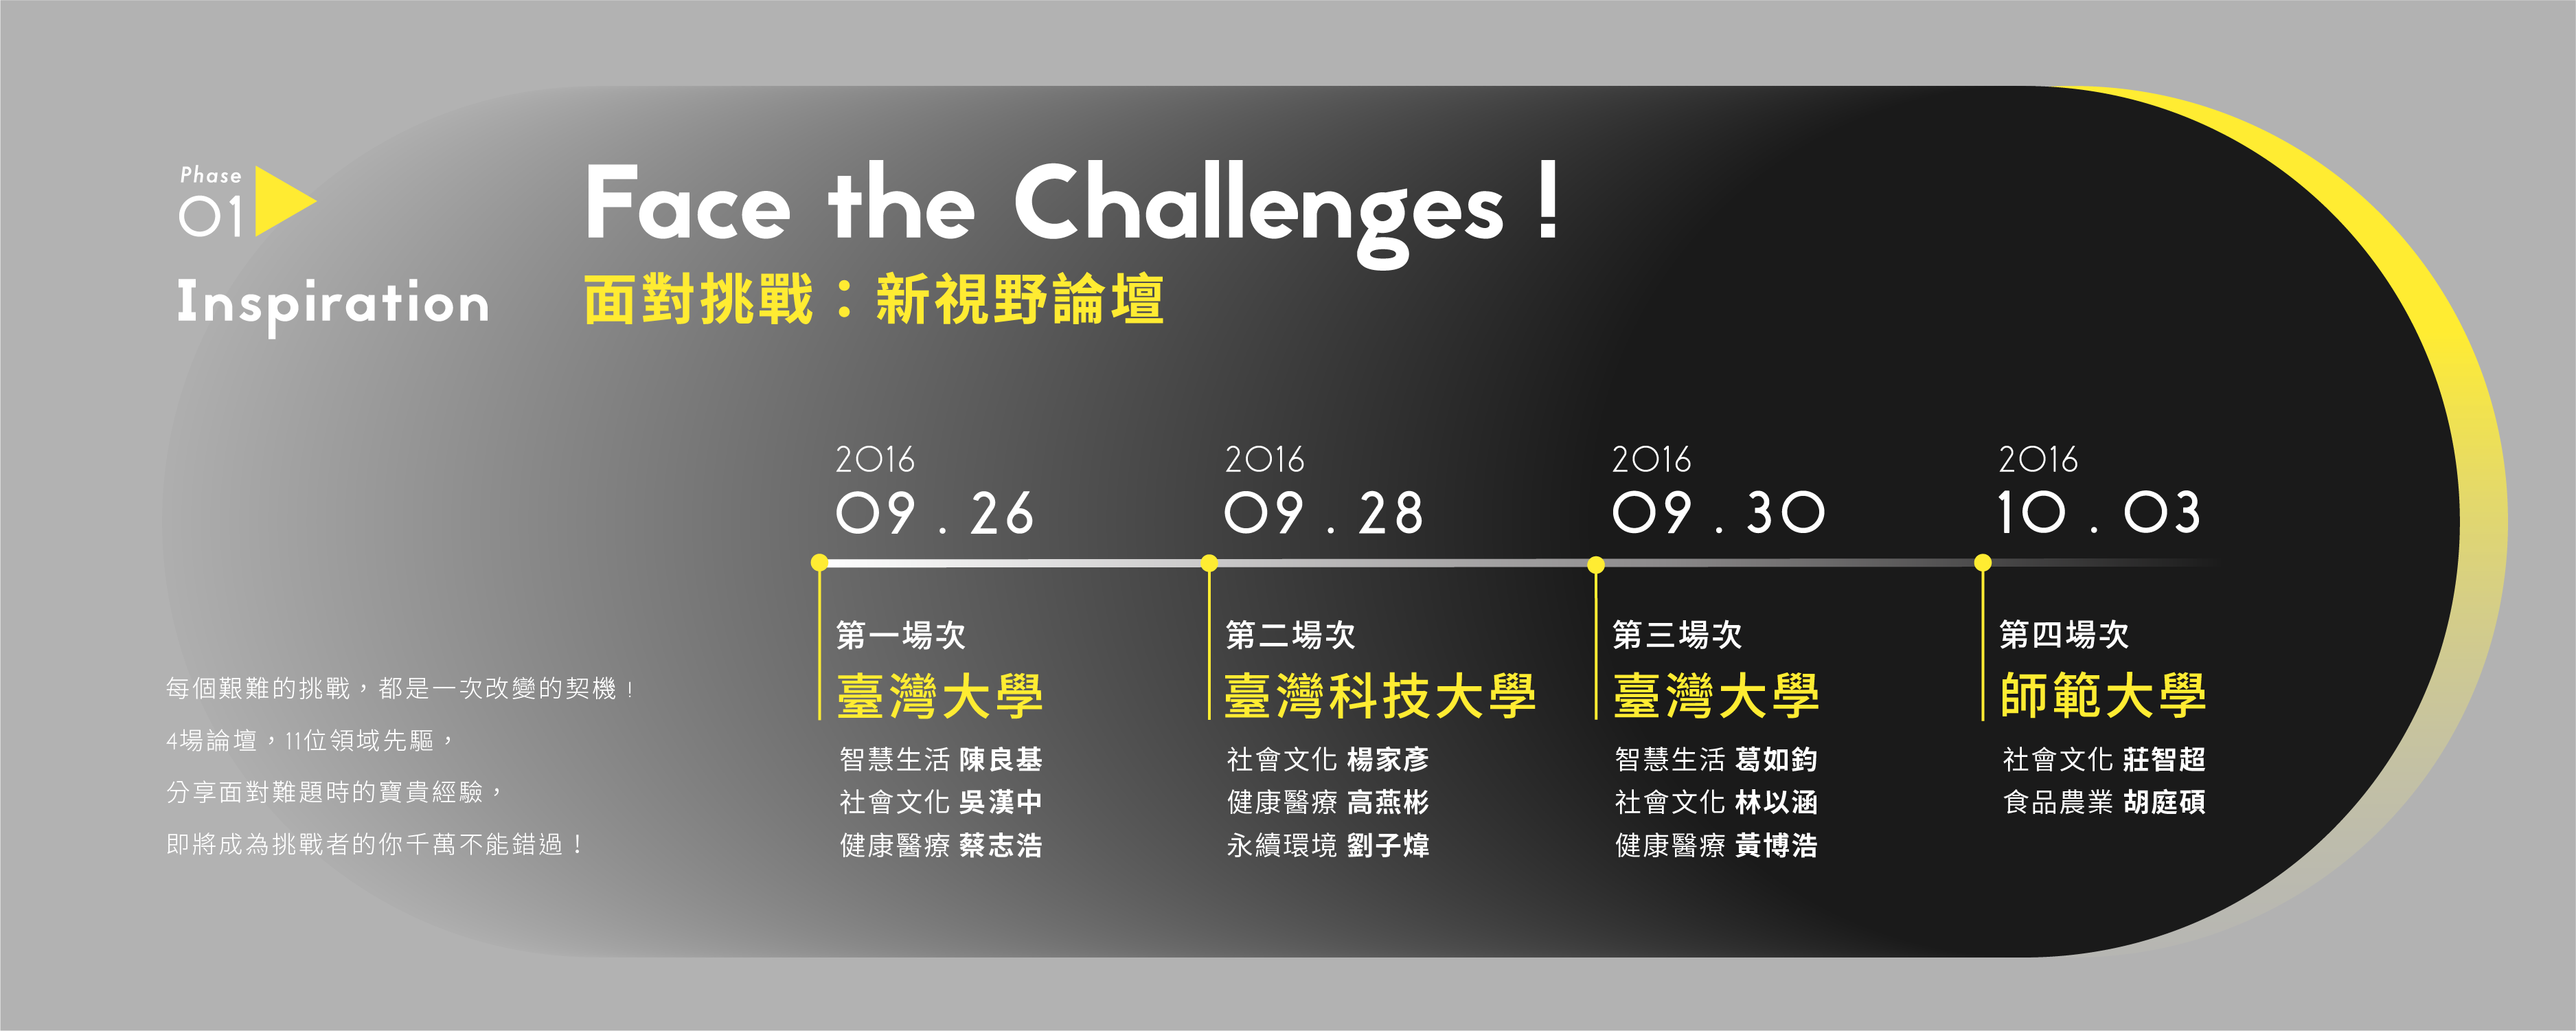 Phase
01
Inspiration
Face the Challenges !
面對挑戰：新視野論壇
每個艱難的挑戰，都是一次改變的契機！
4場論壇，11位領域先驅，
分享面對難題時的寶貴經驗，
即將成為挑戰者的你千萬不能錯過！
2016
09 . 26
第一場次
臺灣大學
智慧生活 陳良基
社會文化 吳漢中
健康醫療 蔡志浩
2016
09 . 28
第二場次
臺灣科技大學
社會文化 楊家彥
健康醫療 高燕彬
永續環境 劉子煒
2016
09 . 30
第三場次
臺灣大學
智慧生活 葛如鈞
社會文化 林以涵
健康醫療 黃博浩
2016
10 . 03
第四場次
師範大學
社會文化 莊智超
食品農業 胡庭碩